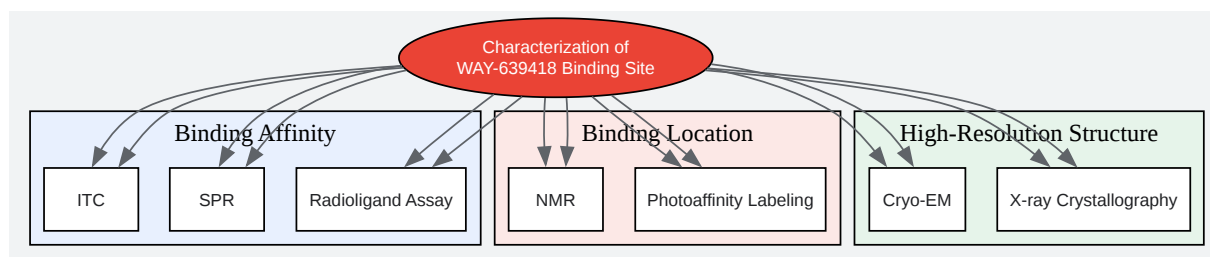 Characterization of
WAY-639418 Binding Site
Binding Affinity
Binding Location
High-Resolution Structure
ITC
SPR
Radioligand Assay
NMR
Photoaffinity Labeling
Cryo-EM
X-ray Crystallography